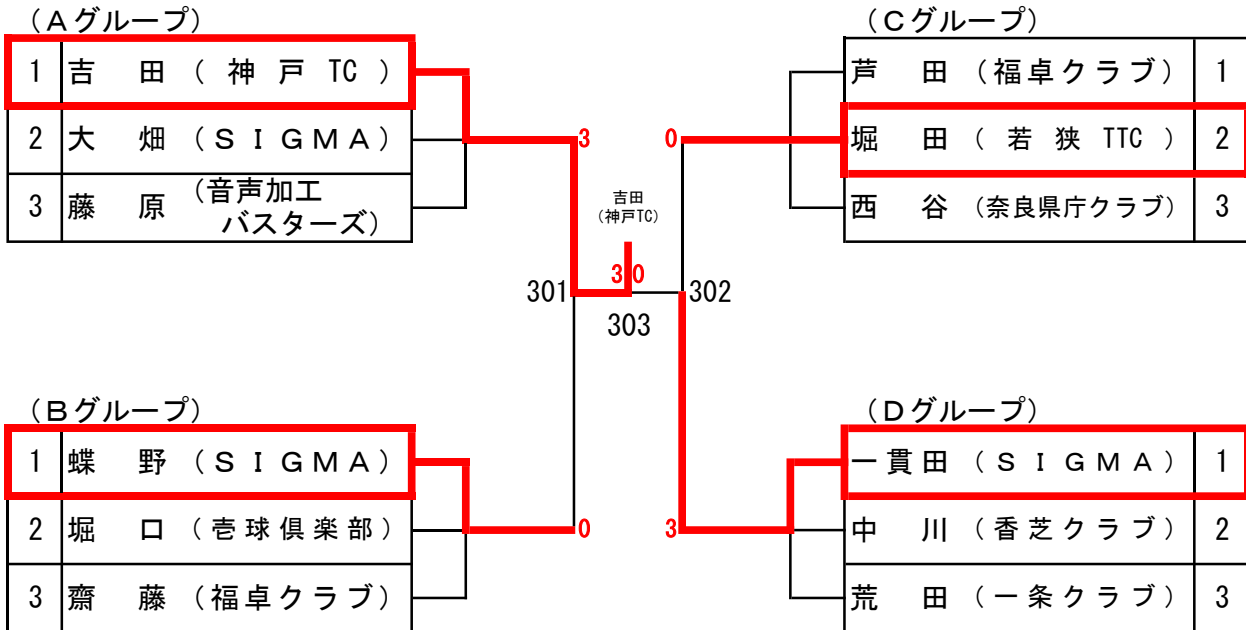 (Aグループ)
1 吉田 (神戸TC)
2 大畑 (SIGMA)
3 藤原 (音声加工
バスターズ)
(Cグループ)
芦田 (福卓クラブ) 1
堀田 (若狭TTC) 2
西谷 (奈良県庁クラブ) 3
3
0
吉田
(神戸TC)
3 0
301
302
303
(Bグループ)
1 蝶野 (SIGMA)
2 堀口 (壱球倶楽部)
3 齋藤 (福卓クラブ)
0
3
(Dグループ)
一貫田 (SIGMA) 1
中川 (香芝クラブ) 2
荒田 (一条クラブ) 3